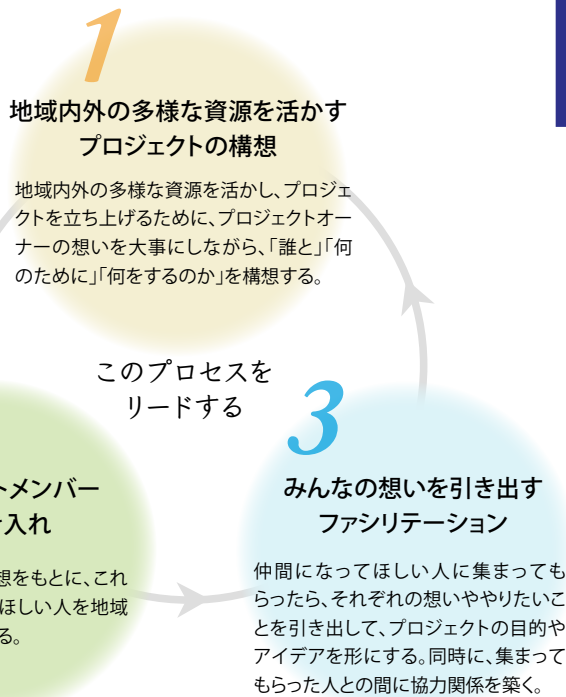 1
地域内外の多様な資源を活かす
プロジェクトの構想
地域内外の多様な資源を活かし、プロジェ
クトを立ち上げるために、プロジェクトオー
ナーの想いを大事にしながら、「誰と」「何
のために」「何をするのか」を構想する。
このプロセスを
リードする
トメンバー
入れ
想をもとに、これ
ほしい人を地域
る。
3
みんなの想いを引き出す
ファシリテーション
仲間になってほしい人に集まっても
らったら、それぞれの想いややりたいこ
とを引き出して、プロジェクトの目的や
アイデアを形にする。同時に、集まって
もらった人との間に協力関係を築く。